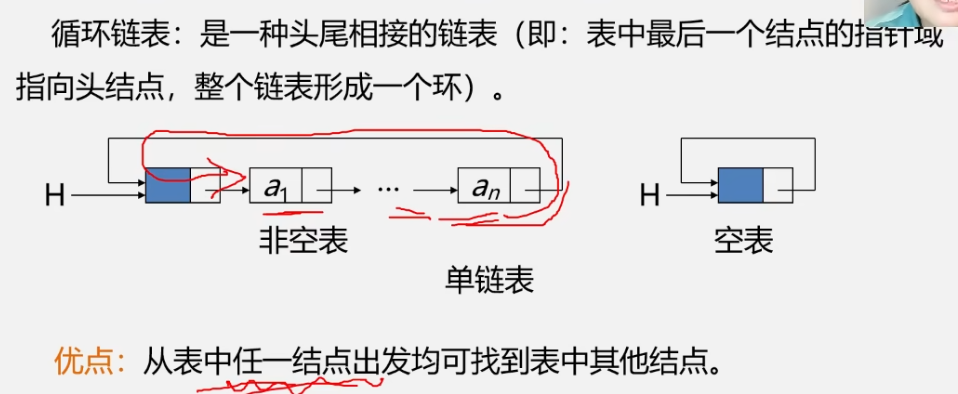 循环链表：是一种头尾相接的链表（即：表中最后一个结点的指针域
指向头结点，整个链表形成一个环）。
H a1 ... an H
非空表 空表
单链表
优点：从表中任一结点出发均可找到表中其他结点。